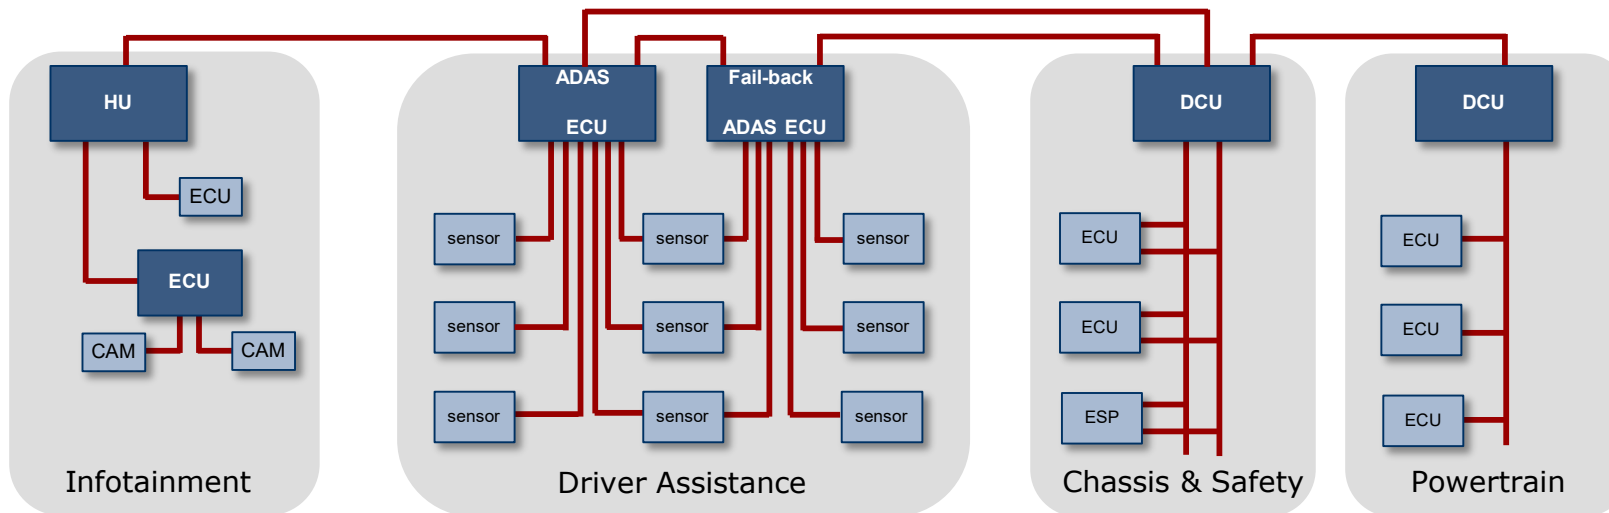 HU
ECU
ECU
CAM
CAM
Infotainment
ADAS
ECU
Fail-back
ADAS ECU
sensor
sensor
sensor
sensor
sensor
sensor
sensor
sensor
sensor
Driver Assistance
DCU
ECU
ECU
ESP
Chassis & Safety
DCU
ECU
ECU
ECU
Powertrain